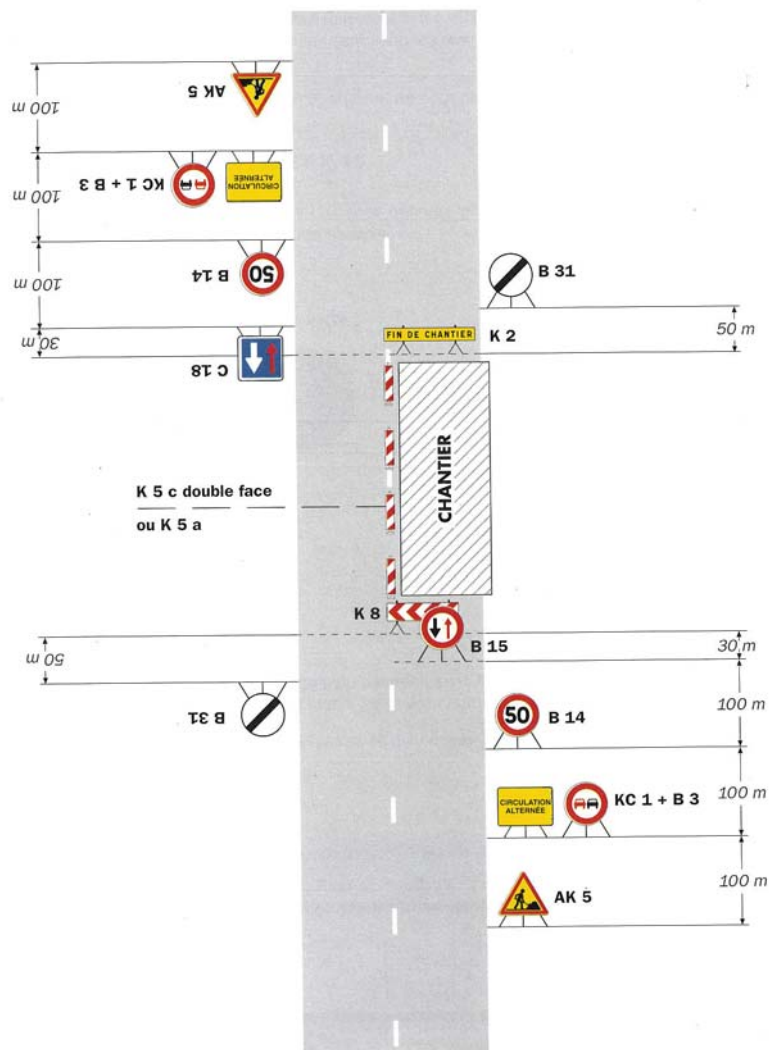 AK 5
100 m
KC 1 + B 3
CIRCULATION
ALTERNÉE
100 m
B 14
50
100 m
B 31
C 18
30 m
FIN DE CHANTIER
K 2
50 m
CHANTIER
K 5 c double face
ou K 5 a
K 8
B 15
30 m
50 m
B 31
50
B 14
100 m
CIRCULATION
ALTERNÉE
KC 1 + B 3
100 m
AK 5
100 m